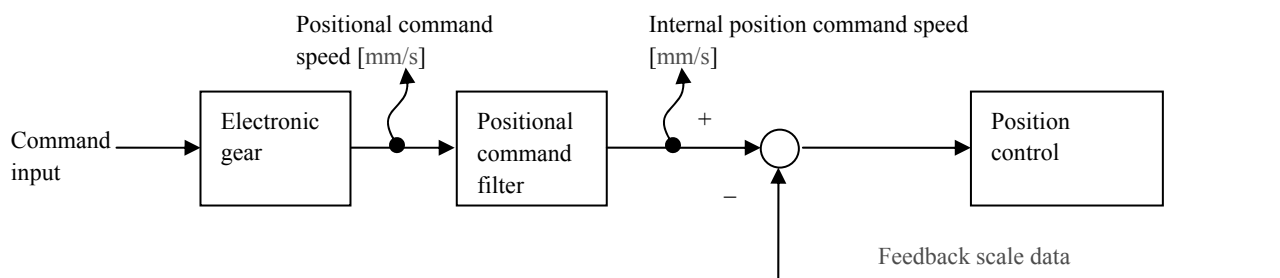 Positional command
speed [mm/s]
Internal position command speed
[mm/s]
Command
input
Electronic
gear
Positional
command
filter
+
−
Position
control
Feedback scale data